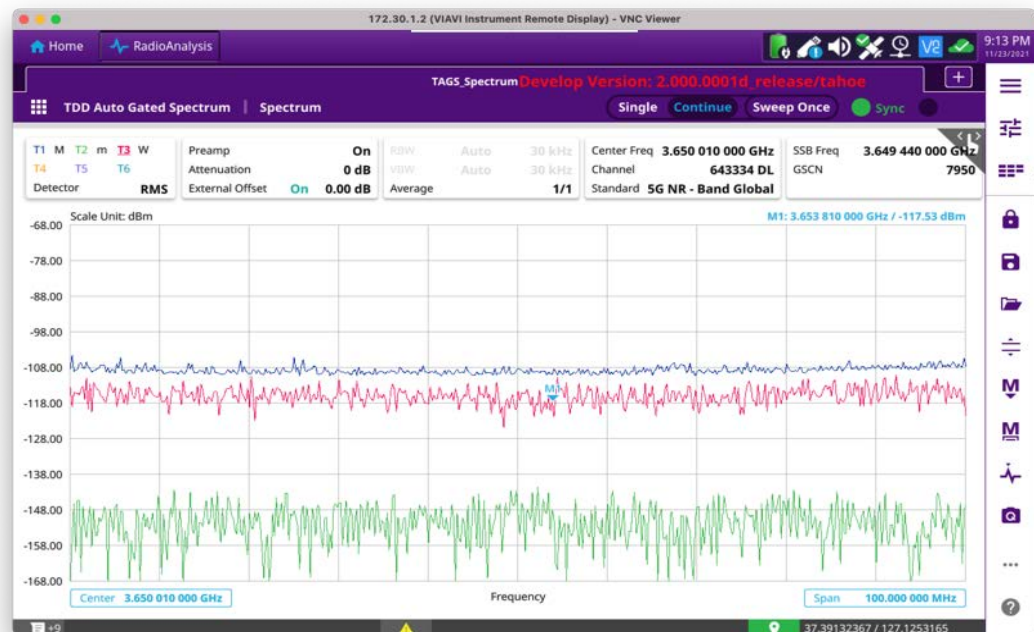 172.30.1.2 (VIAVI Instrument Remote Display) - VNC Viewer
Home
RadioAnalysis
V2
9:13 PM
11/23/2021
TAGS_Spectrum Develop Version: 2.000.0001d_release/tahoe
+
TDD Auto Gated Spectrum | Spectrum
Single Continue Sweep Once
Sync
T1 M T2 m T3 W
T4 T5 T6
Detector RMS
Preamp On
Attenuation 0 dB
External Offset On 0.00 dB
RBW Auto 30 kHz
VBW Auto 30 kHz
Average 1/1
Center Freq 3.650 010 000 GHz
Channel 643334 DL
Standard 5G NR - Band Global
SSB Freq 3.649 440 000 GHz
GSCN 7950
Scale Unit: dBm
M1: 3.653 810 000 GHz / -117.53 dBm
-68.00
-78.00
-88.00
-98.00
-108.00
-118.00
-128.00
-138.00
-148.00
-158.00
-168.00
M1
M
M
Center 3.650 010 000 GHz
Frequency
Span 100.000 000 MHz
+9
37.39132367 / 127.1253165